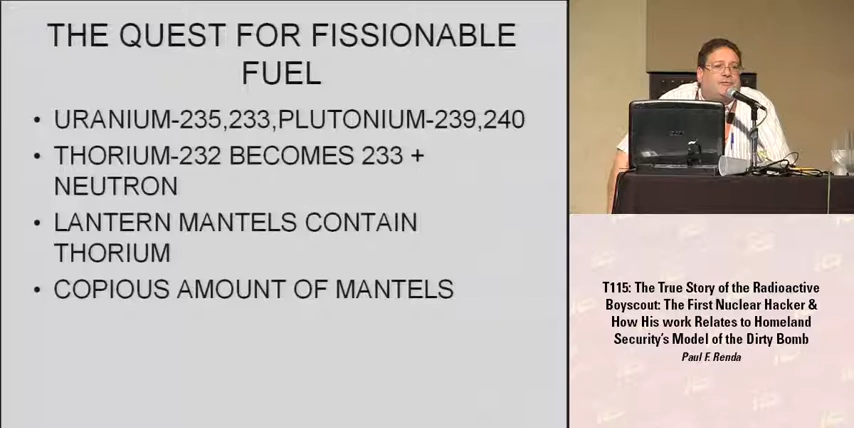 THE QUEST FOR FISSIONABLE
FUEL
• URANIUM-235,233,PLUTONIUM-239,240
• THORIUM-232 BECOMES 233 +
NEUTRON
• LANTERN MANTELS CONTAIN
THORIUM
• COPIOUS AMOUNT OF MANTELS
T115: The True Story of the Radioactive
Boyscout: The First Nuclear Hacker &
How His work Relates to Homeland
Security's Model of the Dirty Bomb
Paul F. Renda